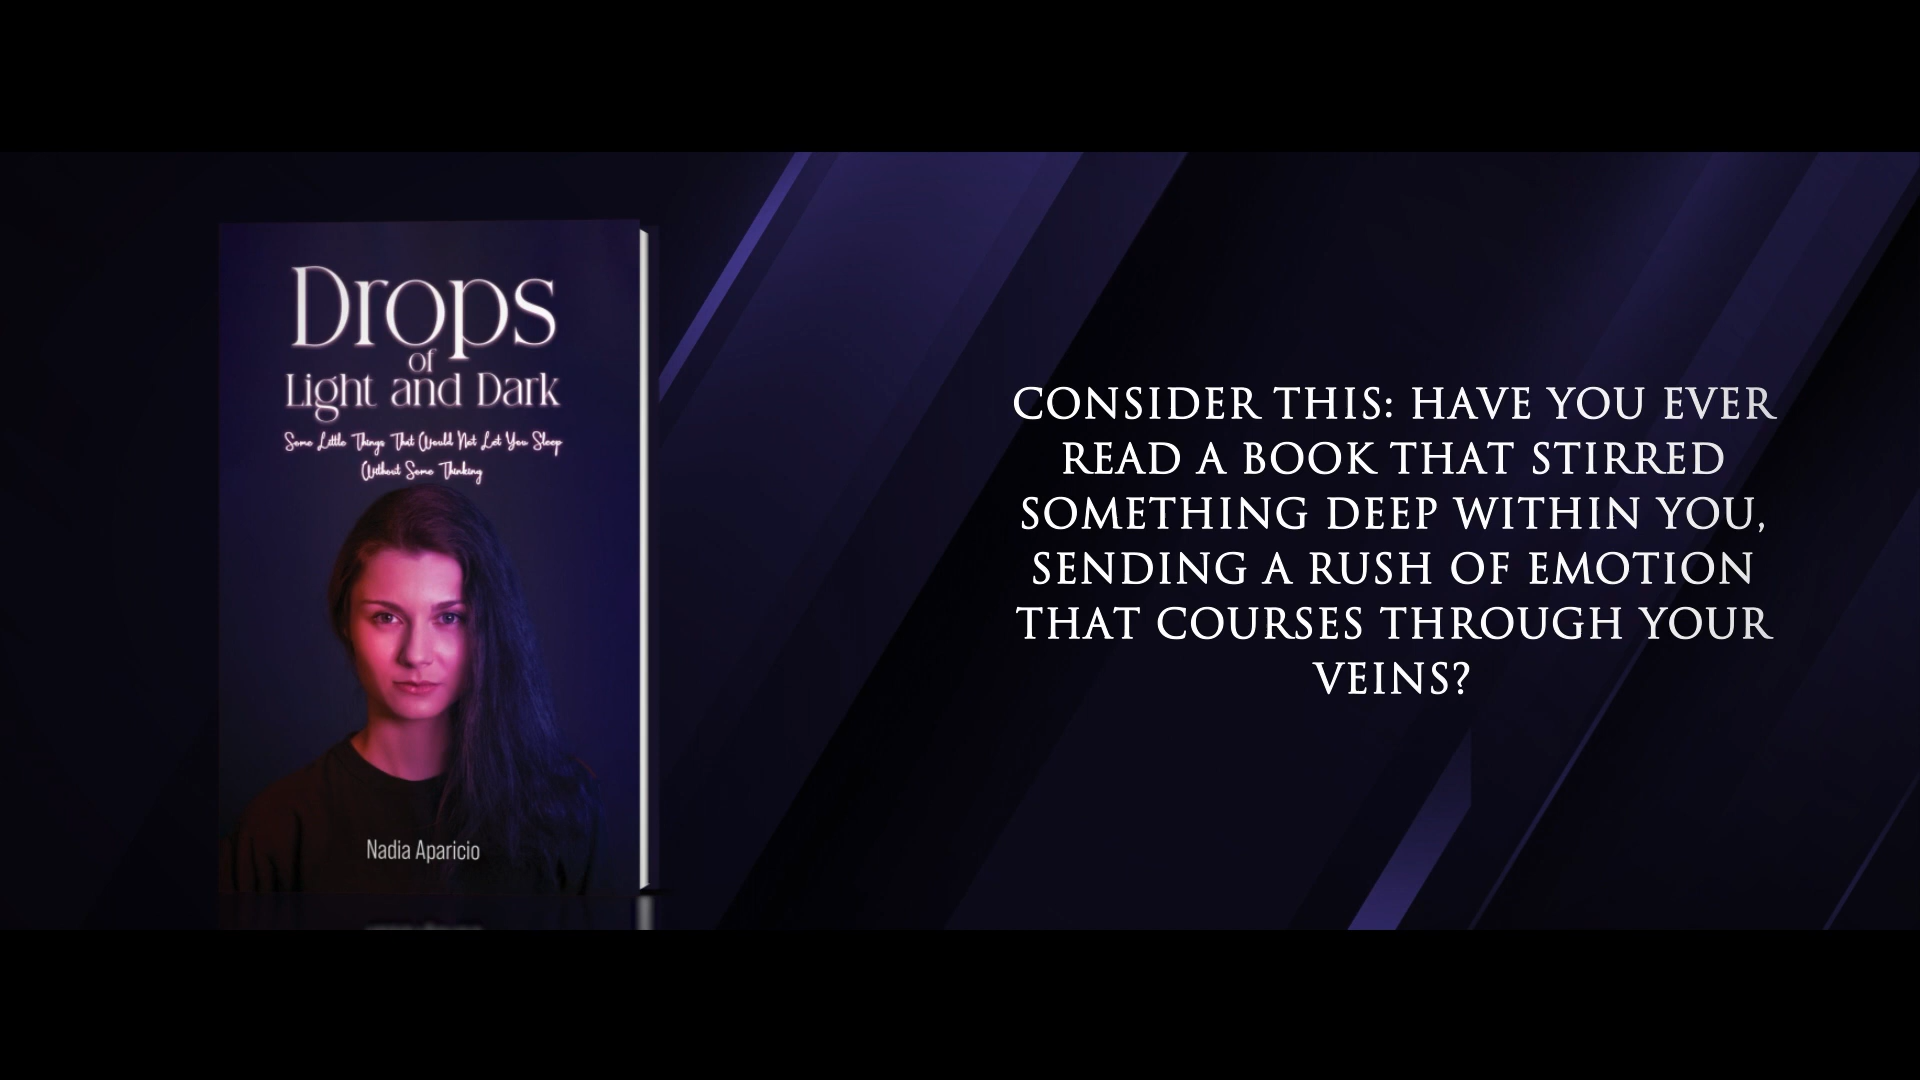 Drops
of
Light and Dark
Some Little Things That Would Not Let You Sleep
Without Some Thinking
Nadia Aparicio
CONSIDER THIS: HAVE YOU EVER
READ A BOOK THAT STIRRED
SOMETHING DEEP WITHIN YOU,
SENDING A RUSH OF EMOTION
THAT COURSES THROUGH YOUR
VEINS?